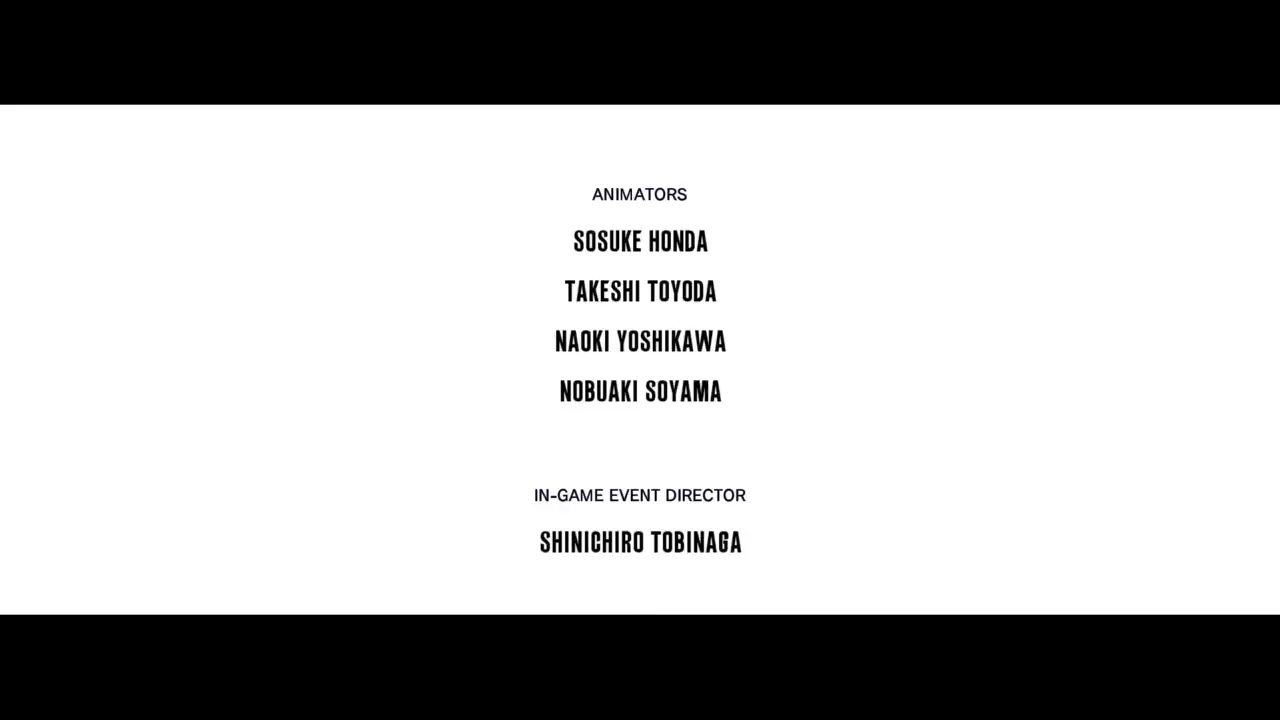 ANIMATORS
SOSUKE HONDA
TAKESHI TOYODA
NAOKI YOSHIKAWA
NOBUAKI SOYAMA
IN-GAME EVENT DIRECTOR
SHINICHIRO TOBINAGA